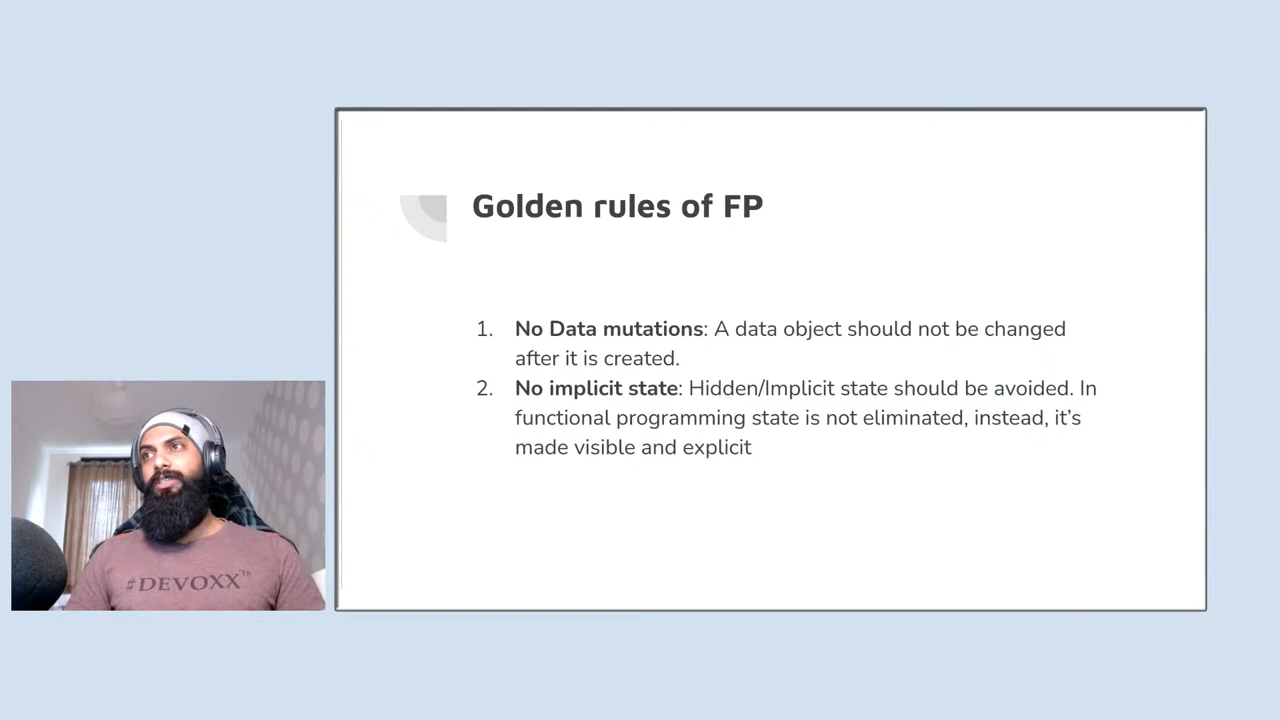 Golden rules of FP
1. No Data mutations: A data object should not be changed
after it is created.
2. No implicit state: Hidden/Implicit state should be avoided. In
functional programming state is not eliminated, instead, it’s
made visible and explicit
#DEVOXX™